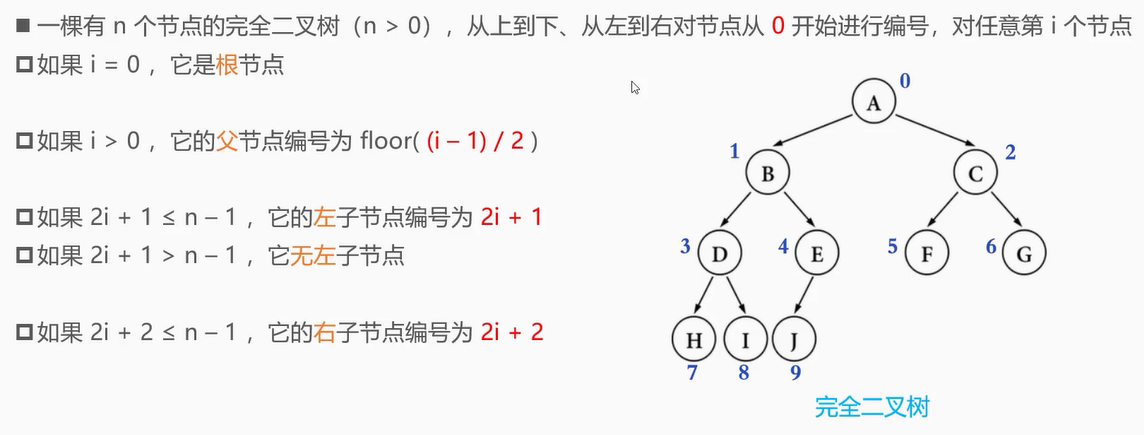 ■ 一棵有 n 个节点的完全二叉树（n > 0），从上到下、从左到右对节点从 0 开始进行编号，对任意第 i 个节点
如果 i = 0 ，它是根节点
如果 i > 0 ，它的父节点编号为 floor( (i – 1) / 2 )
如果 2i + 1 ≤ n – 1 ，它的左子节点编号为 2i + 1
如果 2i + 1 > n – 1 ，它无左子节点
如果 2i + 2 ≤ n – 1 ，它的右子节点编号为 2i + 2
A 0
1 B C 2
3 D 4 E 5 F 6 G
H I J
7 8 9
完全二叉树